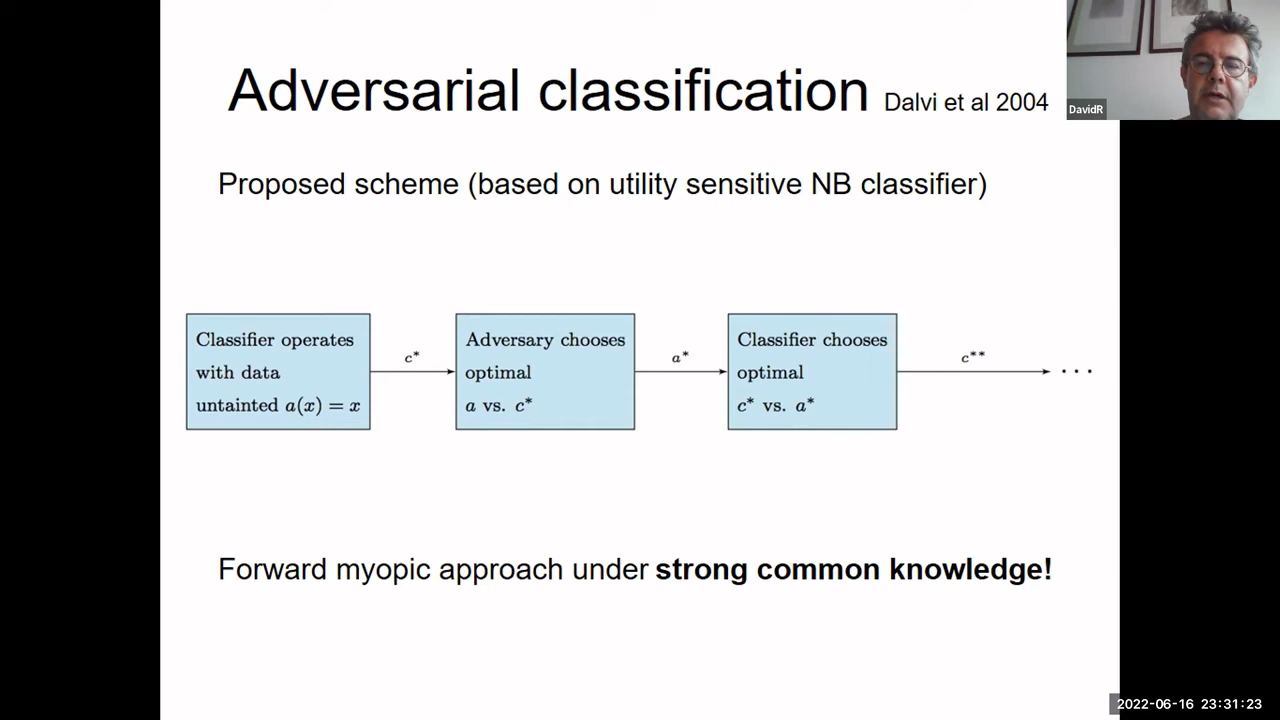 Adversarial classification Dalvi et al 2004
DavidR
Proposed scheme (based on utility sensitive NB classifier)
Classifier operates
with data
untainted a(x) = x
c*
Adversary chooses
optimal
a vs. c*
a*
Classifier chooses
optimal
c* vs. a*
c**
...
Forward myopic approach under strong common knowledge!
2022-06-16 23:31:23